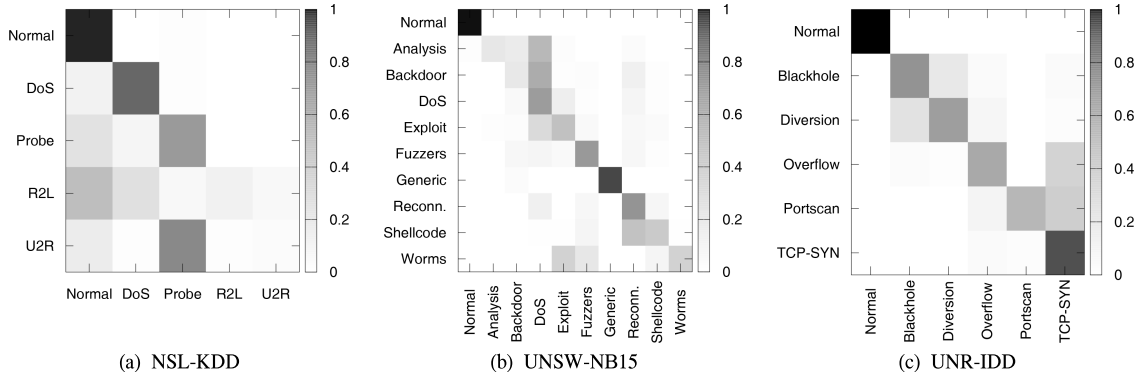 Normal
DoS
Probe
R2L
U2R
Normal DoS Probe R2L U2R
1
0.8
0.6
0.4
0.2
0
(a) NSL-KDD
Normal
Analysis
Backdoor
DoS
Exploit
Fuzzers
Generic
Reconn.
Shellcode
Worms
Normal
Analysis
Backdoor
DoS
Exploit
Fuzzers
Generic
Reconn.
Shellcode
Worms
1
0.8
0.6
0.4
0.2
0
(b) UNSW-NB15
Normal
Blackhole
Diversion
Overflow
Portscan
TCP-SYN
Normal
Blackhole
Diversion
Overflow
Portscan
TCP-SYN
1
0.8
0.6
0.4
0.2
0
(c) UNR-IDD